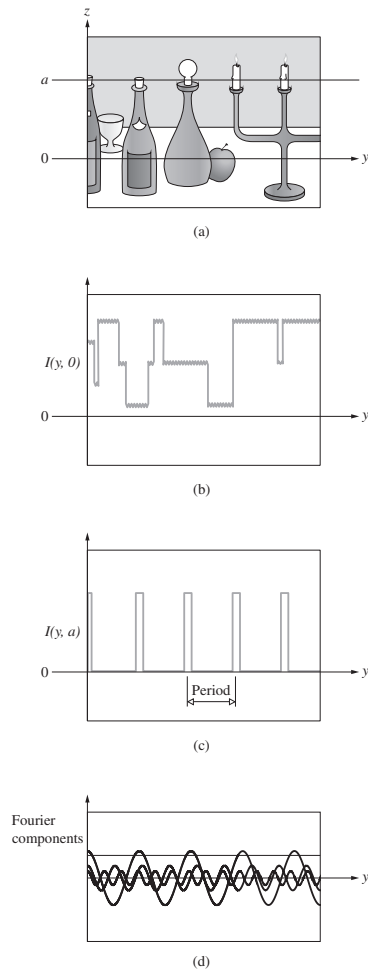 z
a
0
y
(a)
I(y, 0)
0
y
(b)
I(y, a)
0
y
Period
(c)
Fourier
components
y
(d)